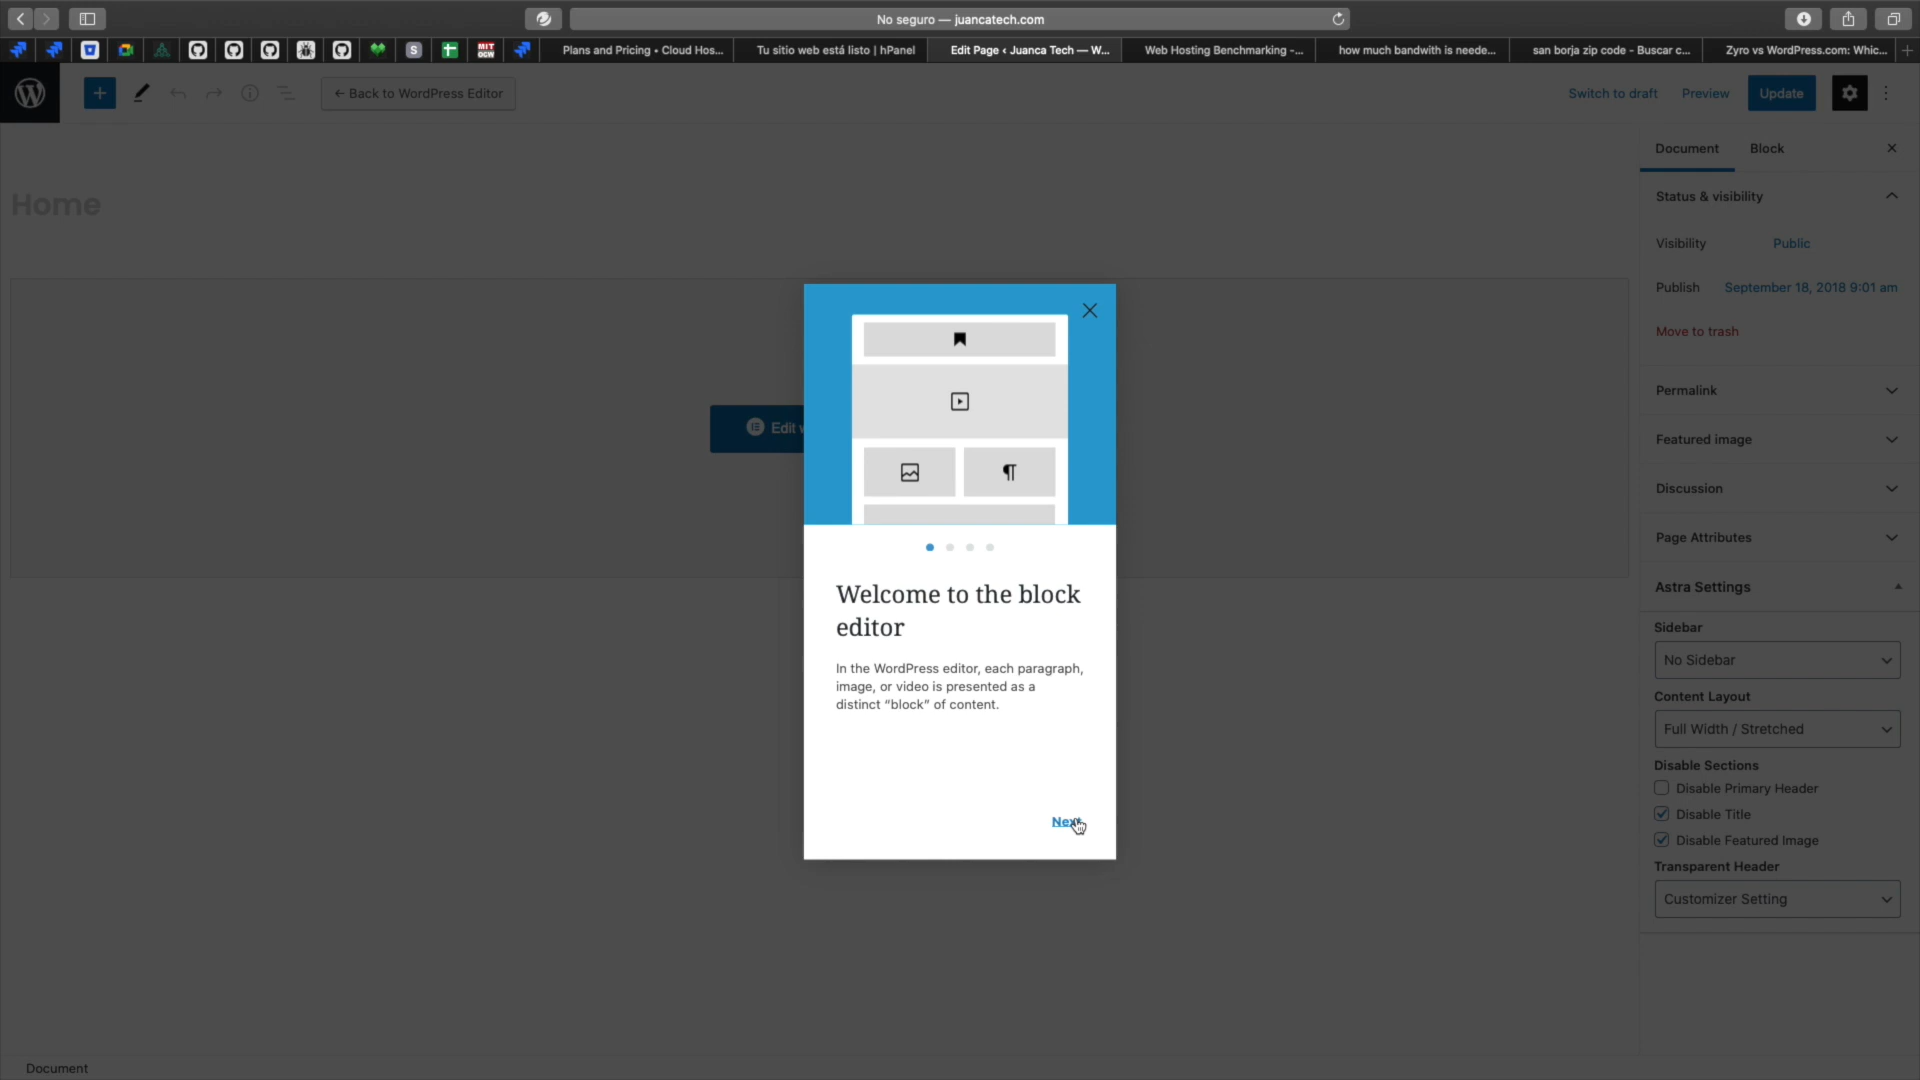 No seguro — juancatech.com
S
MIT
OCW
Plans and Pricing • Cloud Hos...
Tu sitio web está listo | hPanel
Edit Page ‹ Juanca Tech — W...
Web Hosting Benchmarking -...
how much bandwith is neede...
san borja zip code - Buscar c...
Zyro vs WordPress.com: Whic...
← Back to WordPress Editor
Switch to draft
Preview
Update
Document
Block
Home
Status & visibility
Visibility
Public
Publish
September 18, 2018 9:01 am
Move to trash
Permalink
Featured image
Discussion
Page Attributes
Astra Settings
Sidebar
No Sidebar
Content Layout
Full Width / Stretched
Disable Sections
Disable Primary Header
Disable Title
Disable Featured Image
Transparent Header
Customizer Setting
Edit
Welcome to the block
editor
In the WordPress editor, each paragraph,
image, or video is presented as a
distinct “block” of content.
Next
Document